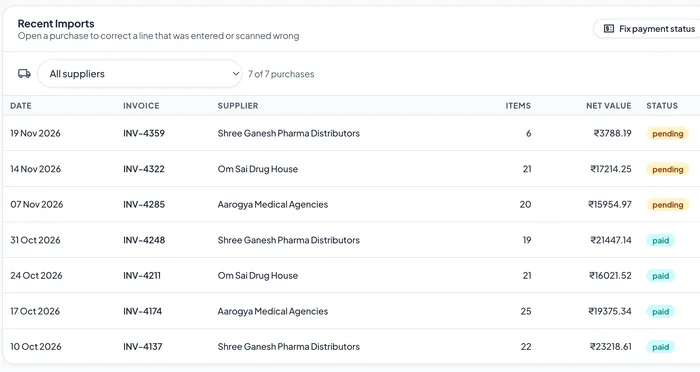 Recent Imports
Open a purchase to correct a line that was entered or scanned wrong
Fix payment status
All suppliers
7 of 7 purchases
DATE INVOICE SUPPLIER ITEMS NET VALUE STATUS
19 Nov 2026 INV-4359 Shree Ganesh Pharma Distributors 6 ₹3788.19 pending
14 Nov 2026 INV-4322 Om Sai Drug House 21 ₹17214.25 pending
07 Nov 2026 INV-4285 Aarogya Medical Agencies 20 ₹15954.97 pending
31 Oct 2026 INV-4248 Shree Ganesh Pharma Distributors 19 ₹21447.14 paid
24 Oct 2026 INV-4211 Om Sai Drug House 21 ₹16021.52 paid
17 Oct 2026 INV-4174 Aarogya Medical Agencies 25 ₹19375.34 paid
10 Oct 2026 INV-4137 Shree Ganesh Pharma Distributors 22 ₹23218.61 paid